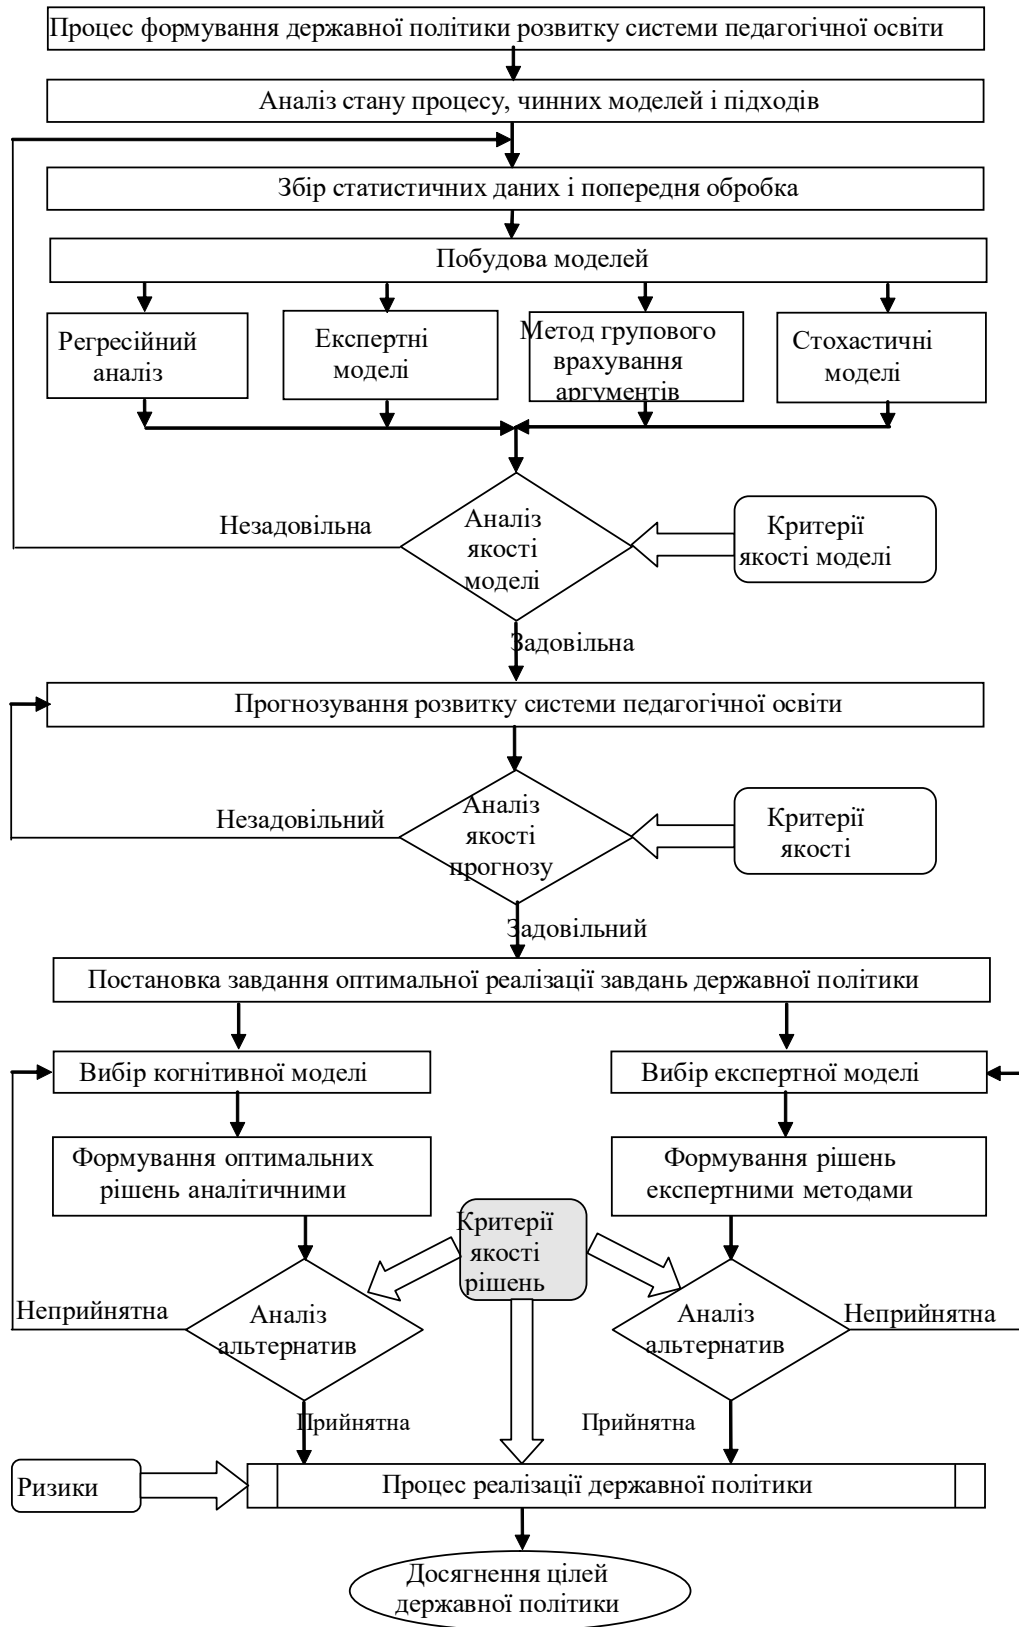 Процес формування державної політики розвитку системи педагогічної освіти
Аналіз стану процесу, чинних моделей і підходів
Збір статистичних даних і попередня обробка
Побудова моделей
Регресійний
аналіз
Експертні
моделі
Метод групового
врахування
аргументів
Стохастичні
моделі
Незадовільна
Аналіз
якості
моделі
Критерії
якості моделі
Задовільна
Прогнозування розвитку системи педагогічної освіти
Незадовільний
Аналіз
якості
прогнозу
Критерії
якості
Задовільний
Постановка завдання оптимальної реалізації завдань державної політики
Вибір когнітивної моделі
Вибір експертної моделі
Формування оптимальних
рішень аналітичними
Формування рішень
експертними методами
Критерії
якості
рішень
Неприйнятна
Аналіз
альтернатив
Аналіз
альтернатив
Неприйнятна
Прийнятна
Прийнятна
Ризики
Процес реалізації державної політики
Досягнення цілей
державної політики